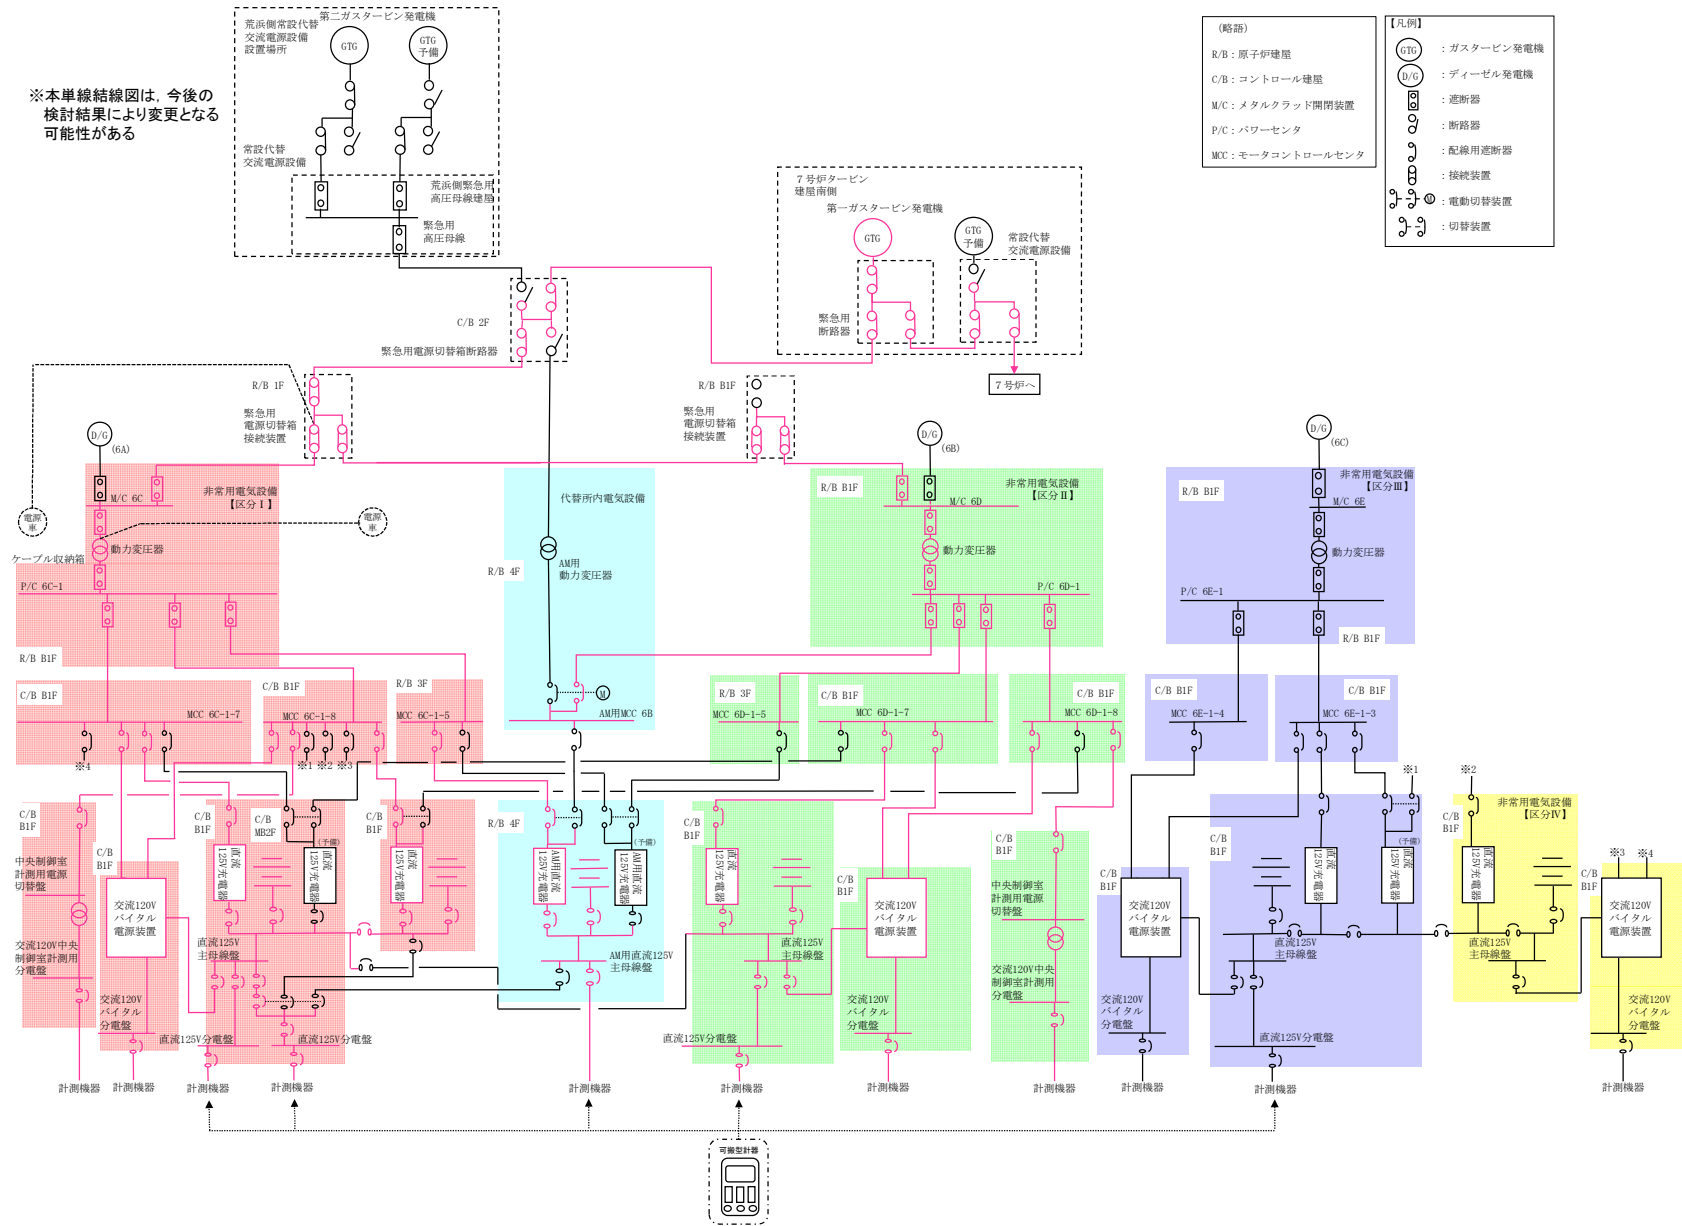 ※本単線結線図は，今後の
検討結果により変更となる
可能性がある
荒浜側常設代替
交流電源設備
設置場所
第二ガスタービン発電機
GTG
GTG
予備
常設代替
交流電源設備
荒浜側緊急用
高圧母線建屋
緊急用
高圧母線
７号炉タービン
建屋南側
第一ガスタービン発電機
GTG
GTG
予備
常設代替
交流電源設備
緊急用
断路器
７号炉へ
（略語）
R/B：原子炉建屋
C/B：コントロール建屋
M/C：メタルクラッド開閉装置
P/C：パワーセンタ
MCC：モータコントロールセンタ
【凡例】
GTG ：ガスタービン発電機
D/G ：ディーゼル発電機
：遮断器
：断路器
：配線用遮断器
：接続装置
M ：電動切替装置
：切替装置
C/B 2F
緊急用電源切替箱断路器
R/B 1F
緊急用
電源切替箱
接続装置
R/B B1F
緊急用
電源切替箱
接続装置
D/G
(6A)
D/G
(6B)
D/G
(6C)
M/C 6C
非常用電気設備
【区分Ⅰ】
電源
車
電源
車
動力変圧器
ケーブル収納箱
P/C 6C-1
R/B B1F
代替所内電気設備
R/B 4F
AM用
動力変圧器
M
AM用MCC 6B
R/B B1F
非常用電気設備
【区分Ⅱ】
M/C 6D
動力変圧器
P/C 6D-1
R/B B1F
非常用電気設備
【区分Ⅲ】
M/C 6E
動力変圧器
P/C 6E-1
R/B B1F
C/B B1F
MCC 6C-1-7
※4
C/B B1F
MCC 6C-1-8
※1
※2
※3
R/B 3F
MCC 6C-1-5
R/B 3F
MCC 6D-1-5
C/B B1F
MCC 6D-1-7
C/B B1F
MCC 6D-1-8
C/B B1F
MCC 6E-1-4
C/B B1F
MCC 6E-1-3
※1
※2
C/B
B1F
中央制御室
計測用電源
切替盤
交流120V中央
制御室計測用
分電盤
C/B
B1F
交流120V
バイタル
電源装置
交流120V
バイタル
分電盤
C/B
B1F
直流
125V充電器
C/B
MB2F
(予備)
直流
125V充電器
C/B
B1F
直流
125V充電器
直流125V
主母線盤
直流125V分電盤
直流125V分電盤
R/B 4F
AM用直流
125V充電器
(予備)
AM用直流
125V充電器
AM用直流125V
主母線盤
C/B
B1F
直流
125V充電器
直流125V
主母線盤
直流125V分電盤
C/B
B1F
交流120V
バイタル
電源装置
交流120V
バイタル
分電盤
C/B
B1F
中央制御室
計測用電源
切替盤
交流120V中央
制御室計測用
分電盤
C/B
B1F
交流120V
バイタル
電源装置
交流120V
バイタル
分電盤
C/B
B1F
直流
125V充電器
(予備)
直流
125V充電器
直流125V
主母線盤
直流125V分電盤
C/B
B1F
非常用電気設備
【区分Ⅳ】
直流
125V充電器
直流125V
主母線盤
C/B
B1F
※3
※4
交流120V
バイタル
電源装置
交流120V
バイタル
分電盤
計測機器
計測機器
計測機器
計測機器
計測機器
計測機器
計測機器
計測機器
計測機器
計測機器
計測機器
可搬型計器